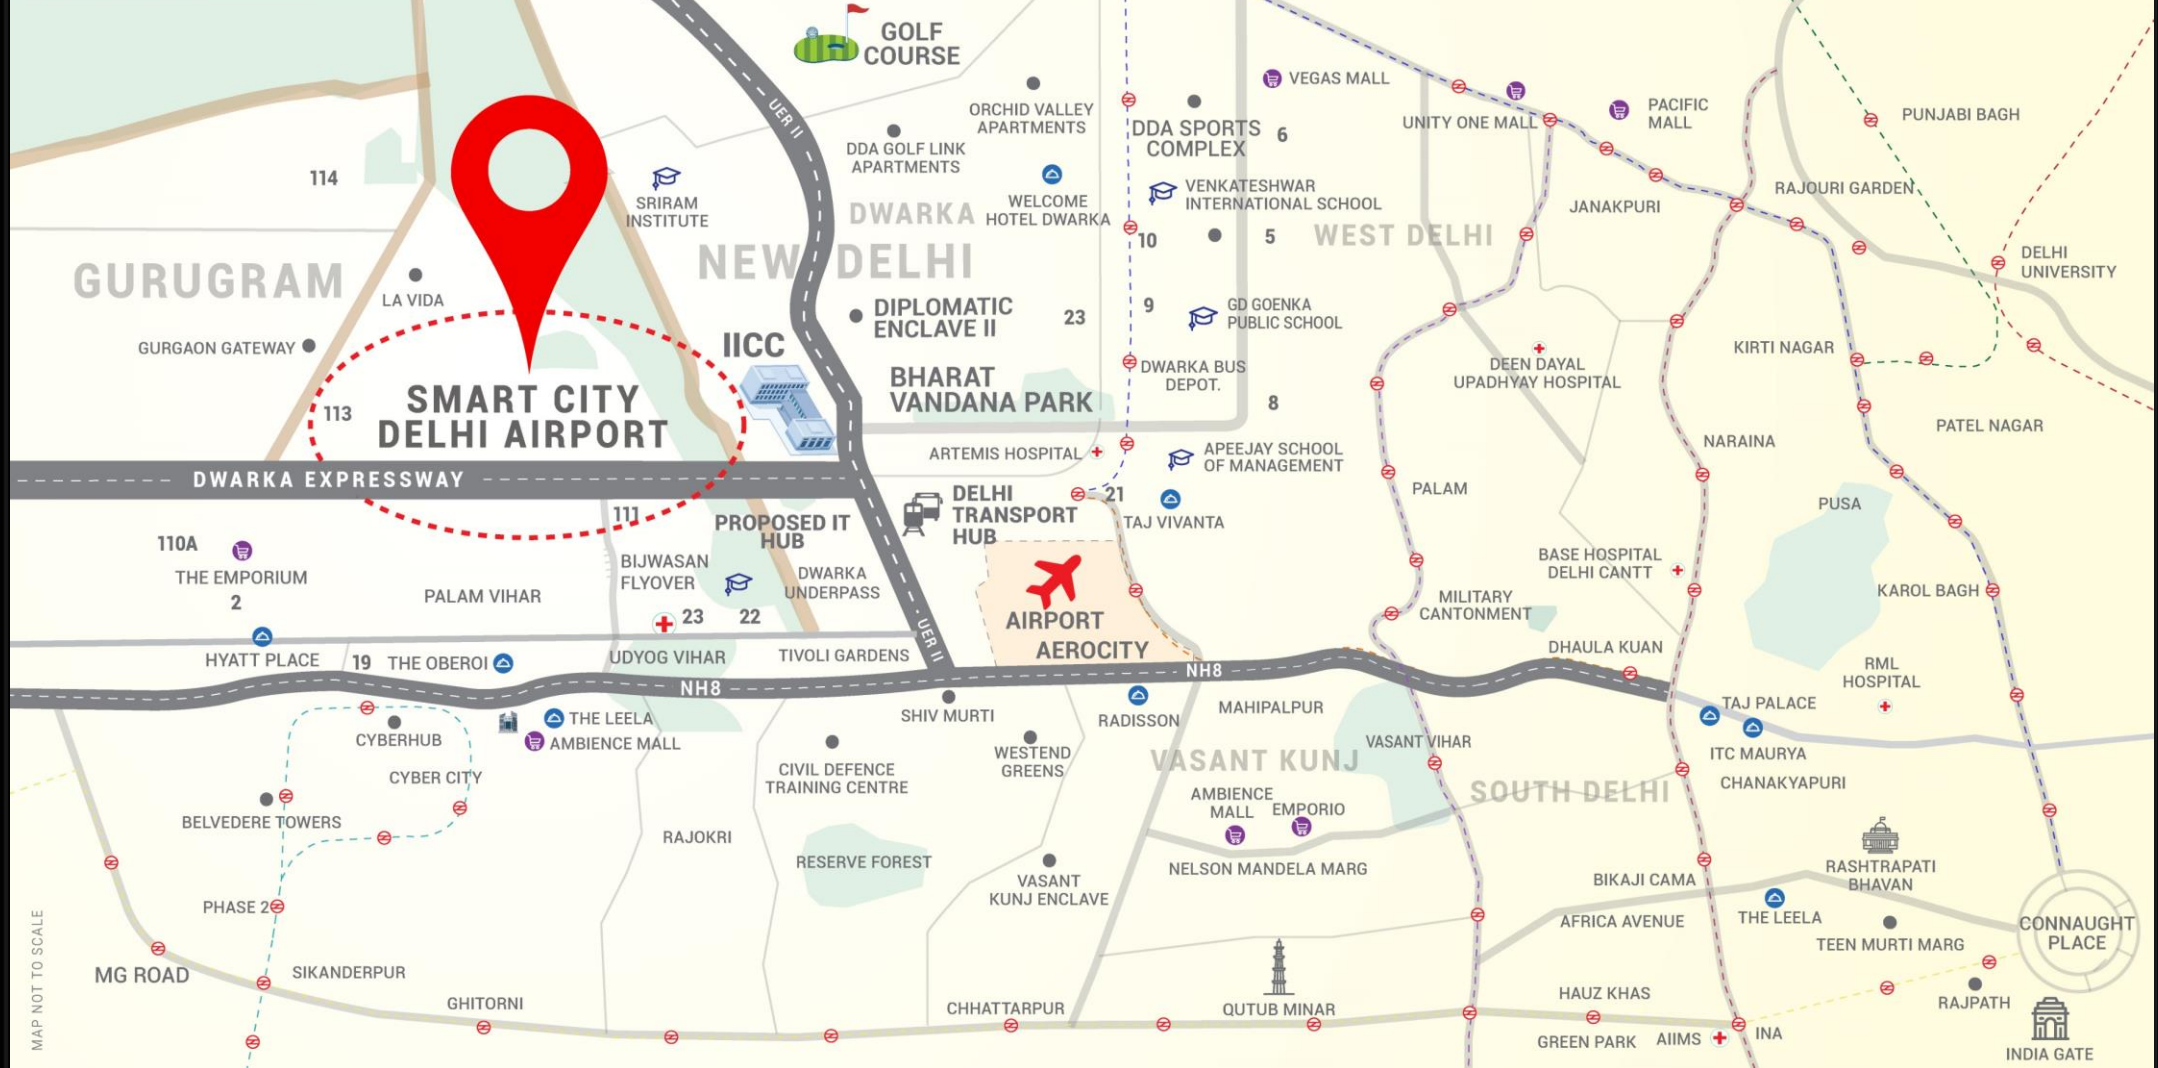 GOLF
COURSE
UER II
ORCHID VALLEY
APARTMENTS
DDA GOLF LINK
APARTMENTS
VEGAS MALL
DDA SPORTS
COMPLEX
6
UNITY ONE MALL
PACIFIC
MALL
PUNJABI BAGH
114
SRIRAM
INSTITUTE
DWARKA
WELCOME
HOTEL DWARKA
VENKATESHWAR
INTERNATIONAL SCHOOL
JANAKPURI
RAJOURI GARDEN
10
5
WEST DELHI
NEW DELHI
GURUGRAM
LA VIDA
DELHI
UNIVERSITY
DIPLOMATIC
ENCLAVE II
23
9
GD GOENKA
PUBLIC SCHOOL
GURGAON GATEWAY
IICC
DEEN DAYAL
UPADHYAY HOSPITAL
KIRTI NAGAR
DWARKA BUS
DEPOT.
BHARAT
VANDANA PARK
8
113
SMART CITY
DELHI AIRPORT
ARTEMIS HOSPITAL
APEEJAY SCHOOL
OF MANAGEMENT
NARAINA
PATEL NAGAR
DWARKA EXPRESSWAY
DELHI
TRANSPORT
HUB
21
TAJ VIVANTA
PALAM
PUSA
111
PROPOSED IT
HUB
110A
THE EMPORIUM
2
PALAM VIHAR
BIJWASAN
FLYOVER
DWARKA
UNDERPASS
23
22
BASE HOSPITAL
DELHI CANTT
KAROL BAGH
MILITARY
CANTONMENT
AIRPORT
AEROCITY
UER II
HYATT PLACE
19
THE OBEROI
UDYOG VIHAR
TIVOLI GARDENS
DHAULA KUAN
NH8
NH8
RML
HOSPITAL
TAJ PALACE
ITC MAURYA
CHANAKYAPURI
CYBERHUB
THE LEELA
AMBIENCE MALL
SHIV MURTI
RADISSON
MAHIPALPUR
WESTEND
GREENS
VASANT VIHAR
VASANT KUNJ
SOUTH DELHI
CYBER CITY
CIVIL DEFENCE
TRAINING CENTRE
AMBIENCE
MALL
EMPORIO
BELVEDERE TOWERS
RAJOKRI
RESERVE FOREST
NELSON MANDELA MARG
VASANT
KUNJ ENCLAVE
BIKAJI CAMA
RASHTRAPATI
BHAVAN
PHASE 2
AFRICA AVENUE
THE LEELA
TEEN MURTI MARG
CONNAUGHT
PLACE
MG ROAD
SIKANDERPUR
GHITORNI
CHHATTARPUR
QUTUB MINAR
HAUZ KHAS
GREEN PARK
AIIMS
INA
RAJPATH
INDIA GATE
MAP NOT TO SCALE